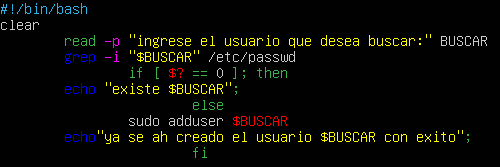 #!/bin/bash
clear
read -p "ingrese el usuario que desea buscar:" BUSCAR
grep -i "$BUSCAR" /etc/passwd
if [ $? == 0 ]; then
echo "existe $BUSCAR";
else
sudo adduser $BUSCAR
echo"ya se ah creado el usuario $BUSCAR con exito";
fi